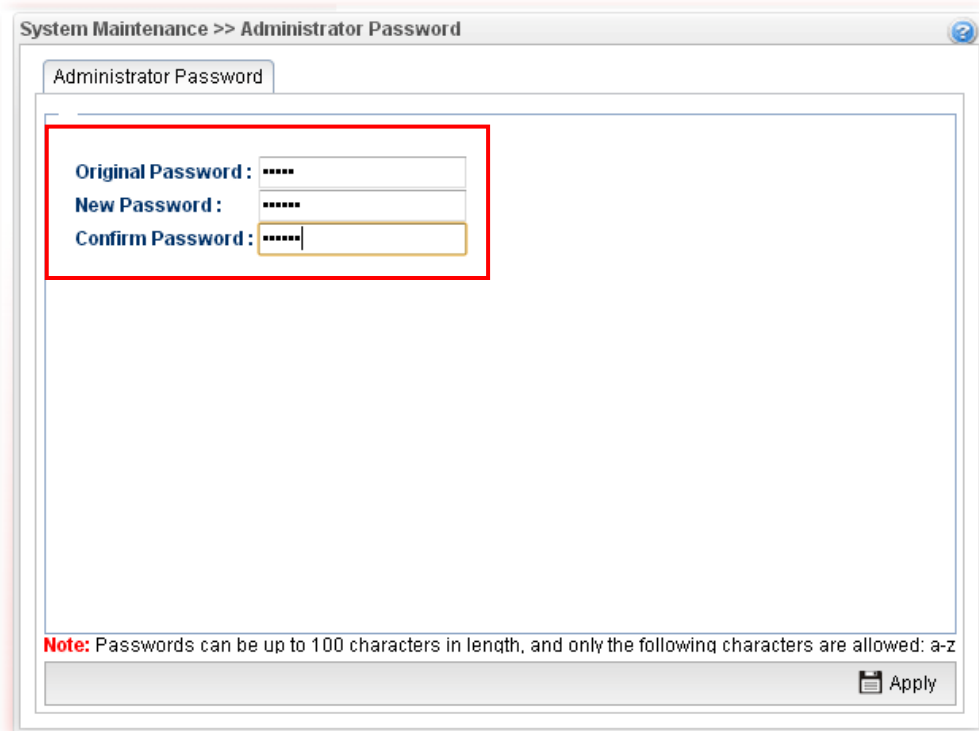 System Maintenance >> Administrator Password
Administrator Password
Original Password : •••••
New Password : ••••••
Confirm Password : ••••••
Note: Passwords can be up to 100 characters in length, and only the following characters are allowed: a-z
Apply